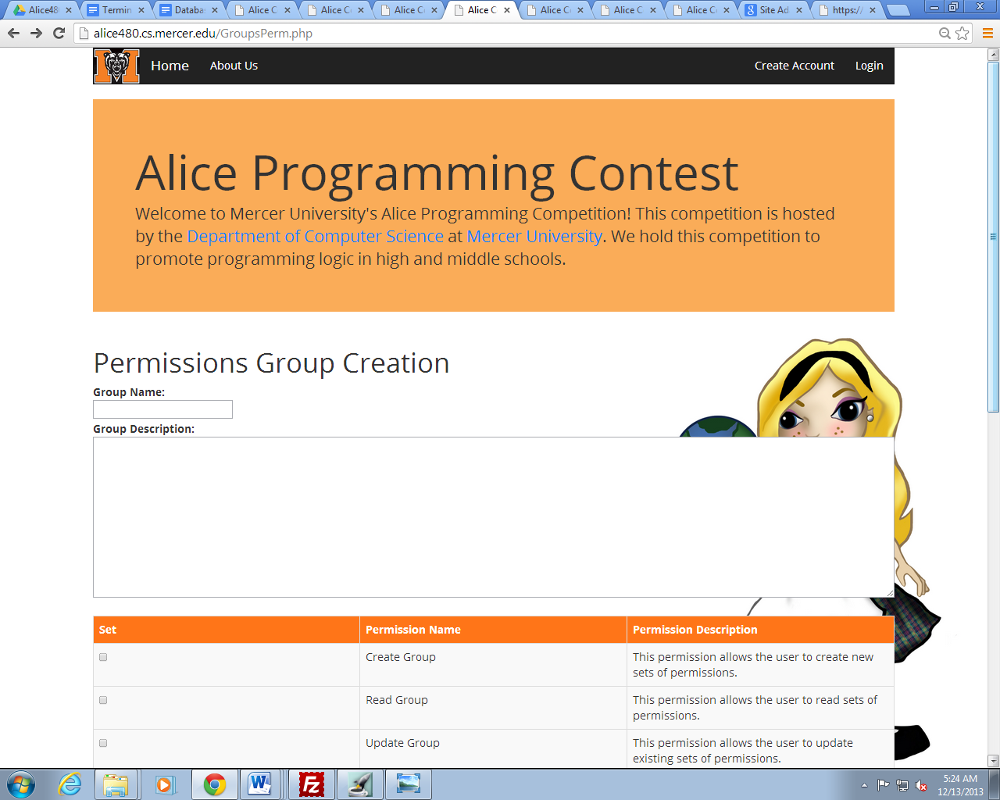 Alice48
Termin
Databa
Alice C
Alice C
Alice C
Alice C
Alice C
Alice C
Alice C
Site Ad
https://
alice480.cs.mercer.edu/GroupsPerm.php
Home About Us Create Account Login
Alice Programming Contest
Welcome to Mercer University's Alice Programming Competition! This competition is hosted
by the Department of Computer Science at Mercer University. We hold this competition to
promote programming logic in high and middle schools.
Permissions Group Creation
Group Name:
Group Description:
Set Permission Name Permission Description
Create Group This permission allows the user to create new
sets of permissions.
Read Group This permission allows the user to read sets of
permissions.
Update Group This permission allows the user to update
existing sets of permissions.
5:24 AM
12/13/2013